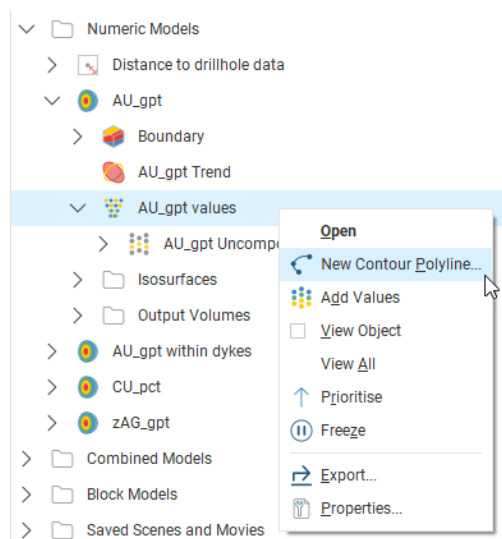 Numeric Models
Distance to drillhole data
AU_gpt
Boundary
AU_gpt Trend
AU_gpt values
AU_gpt Uncomp
Isosurfaces
Output Volumes
AU_gpt within dykes
CU_pct
zAG_gpt
Combined Models
Block Models
Saved Scenes and Movies
Open
New Contour Polyline...
Add Values
View Object
View All
Prioritise
Freeze
Export...
Properties...